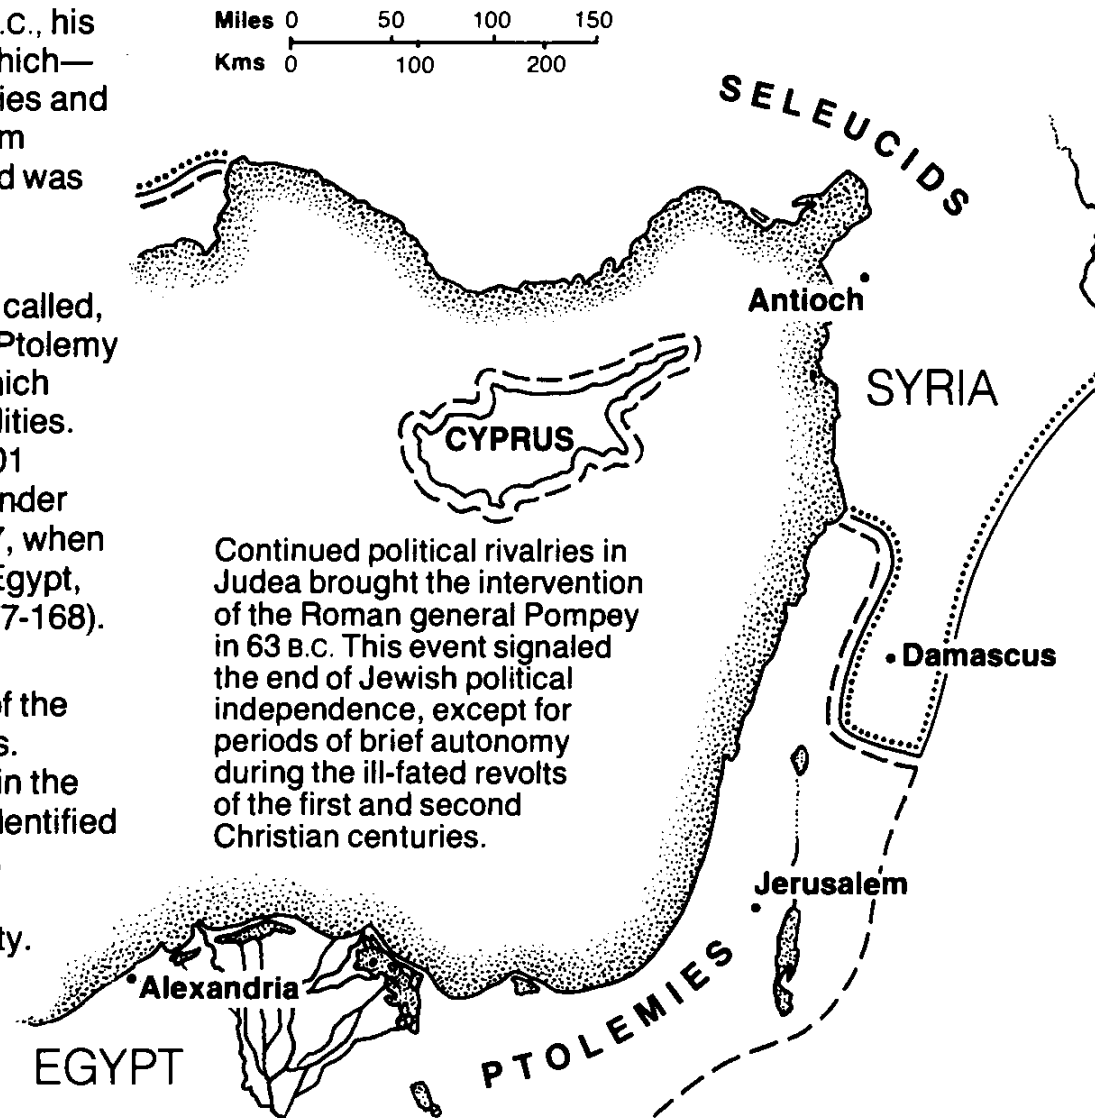 .C., his
hich—
ies and
m
d was
called,
Ptolemy
hich
lities.
01
nder
7, when
Egypt,
7-168).
of the
s.
in the
dentified
ty.
Miles 0 50 100 150
Kms 0 100 200
SELEUCIDS
Antioch
SYRIA
CYPRUS
Continued political rivalries in
Judea brought the intervention
of the Roman general Pompey
in 63 B.C. This event signaled
the end of Jewish political
independence, except for
periods of brief autonomy
during the ill-fated revolts
of the first and second
Christian centuries.
Damascus
Jerusalem
Alexandria
PTOLEMIES
EGYPT